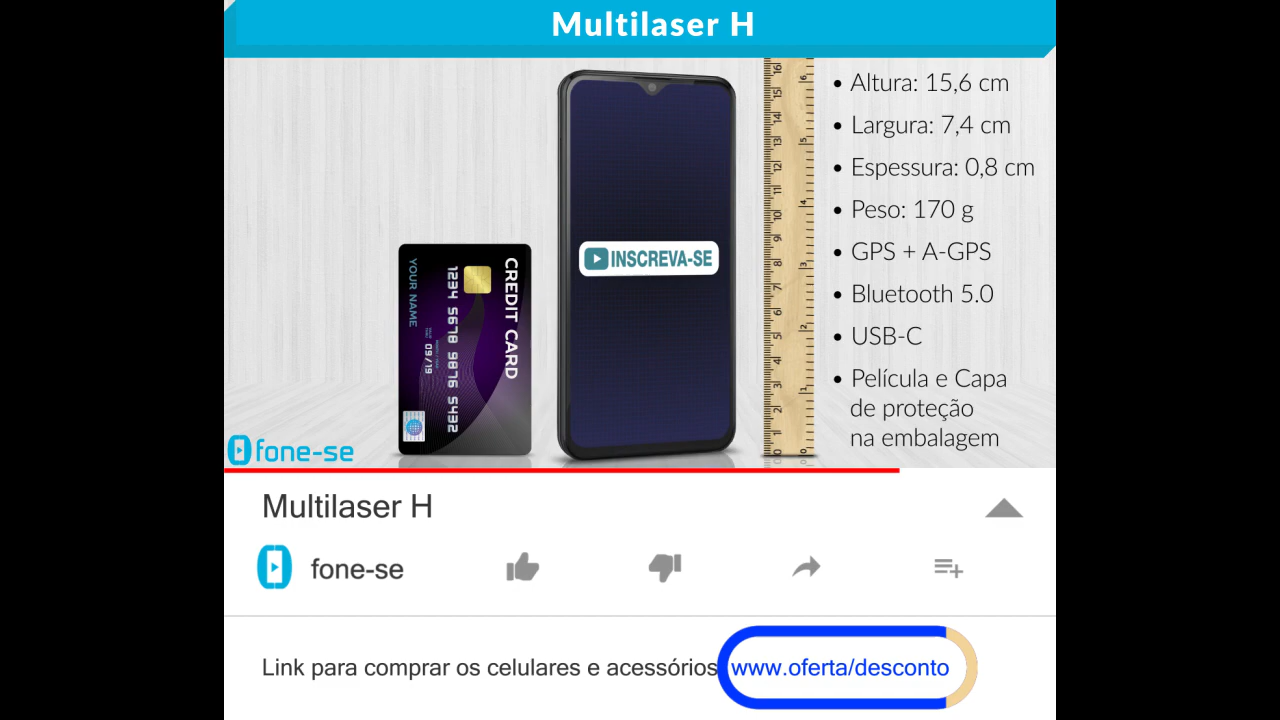 Multilaser H
• Altura: 15,6 cm
• Largura: 7,4 cm
• Espessura: 0,8 cm
• Peso: 170 g
• GPS + A-GPS
• Bluetooth 5.0
• USB-C
• Película e Capa
de proteção
na embalagem
INSCREVA-SE
CREDIT CARD
1234 5678 8765 9876 5432
09/19
YOUR NAME
fone-se
Multilaser H
fone-se
Link para comprar os celulares e acessórios www.oferta/desconto